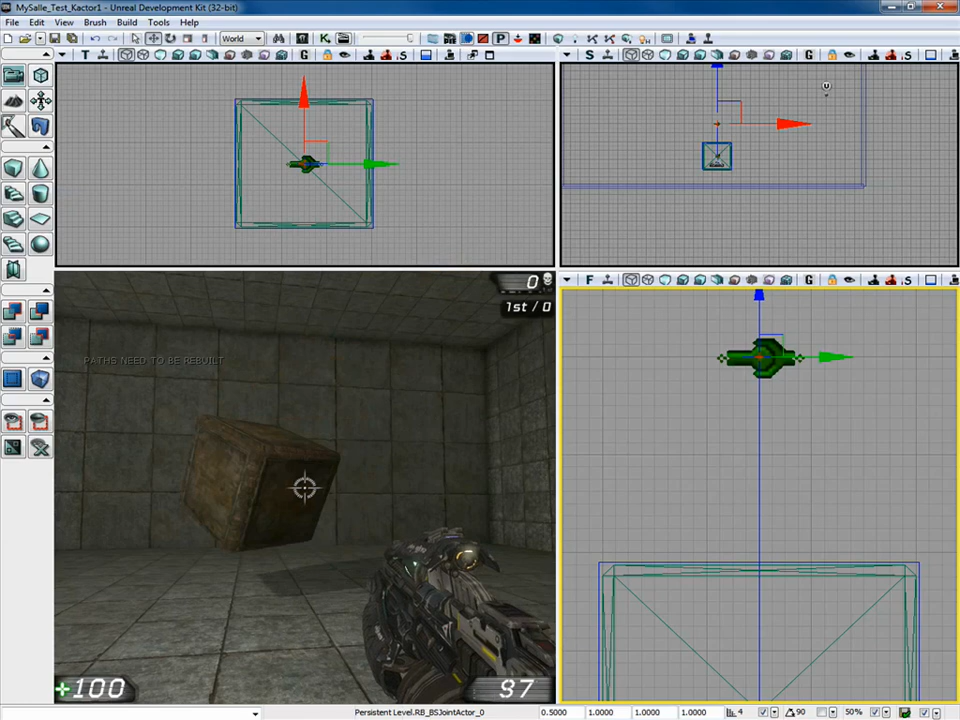 MySalle_Test_Kactor1 - Unreal Development Kit (32-bit)
File Edit View Brush Build Tools Help
World
T G P S G S
0
1st / 0
F G S
PATHS NEED TO BE REBUILT
100
87
Persistent Level.RB_BSJointActor_0 0.5000 1.0000 1.0000 1.0000 4 90 50%